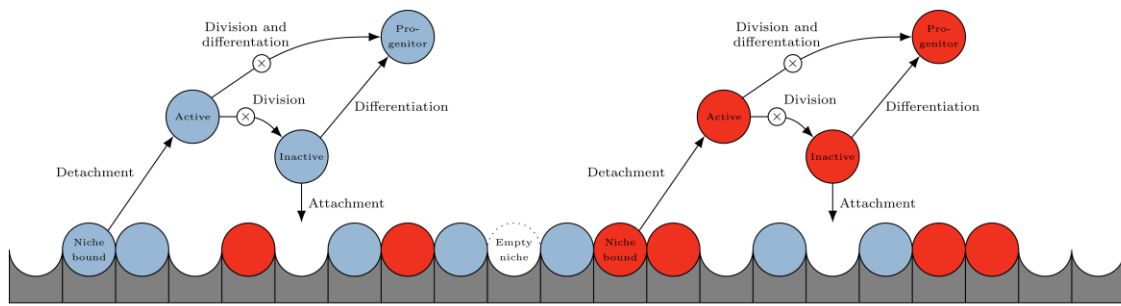 Division and
differentation
Pro-
genitor
Active
Division
Differentiation
Inactive
Detachment
Attachment
Niche
bound
Empty
niche
Division and
differentation
Pro-
genitor
Active
Division
Differentiation
Inactive
Detachment
Attachment
Niche
bound